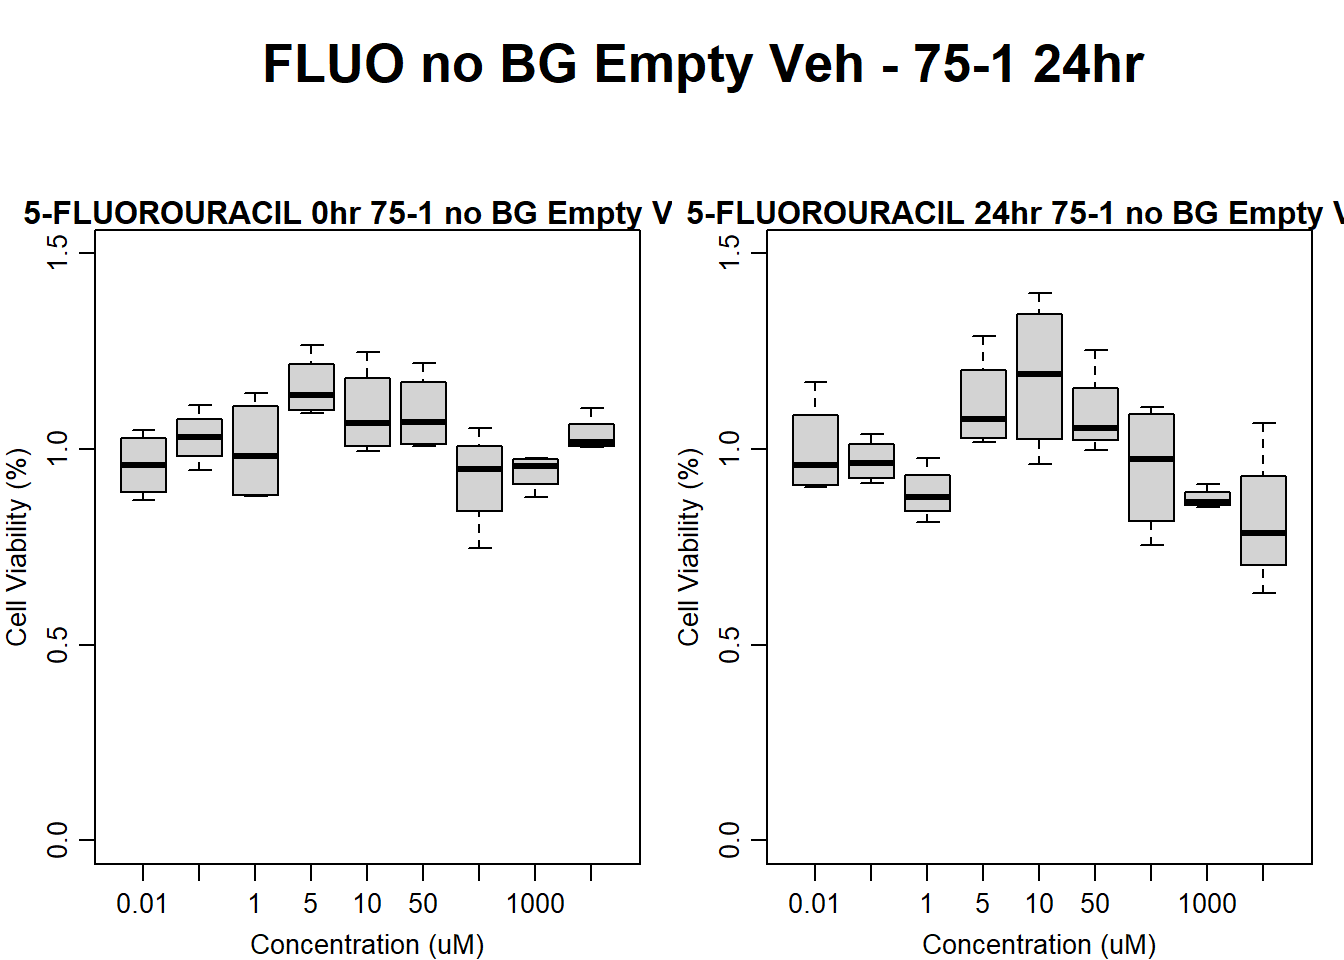 FLUO no BG Empty Veh - 75-1 24hr
5-FLUOROURACIL 0hr 75-1 no BG Empty V
1.5
1.0
0.5
0.0
Cell Viability (%)
0.01 1 5 10 50 1000
Concentration (uM)
5-FLUOROURACIL 24hr 75-1 no BG Empty V
1.5
1.0
0.5
0.0
Cell Viability (%)
0.01 1 5 10 50 1000
Concentration (uM)